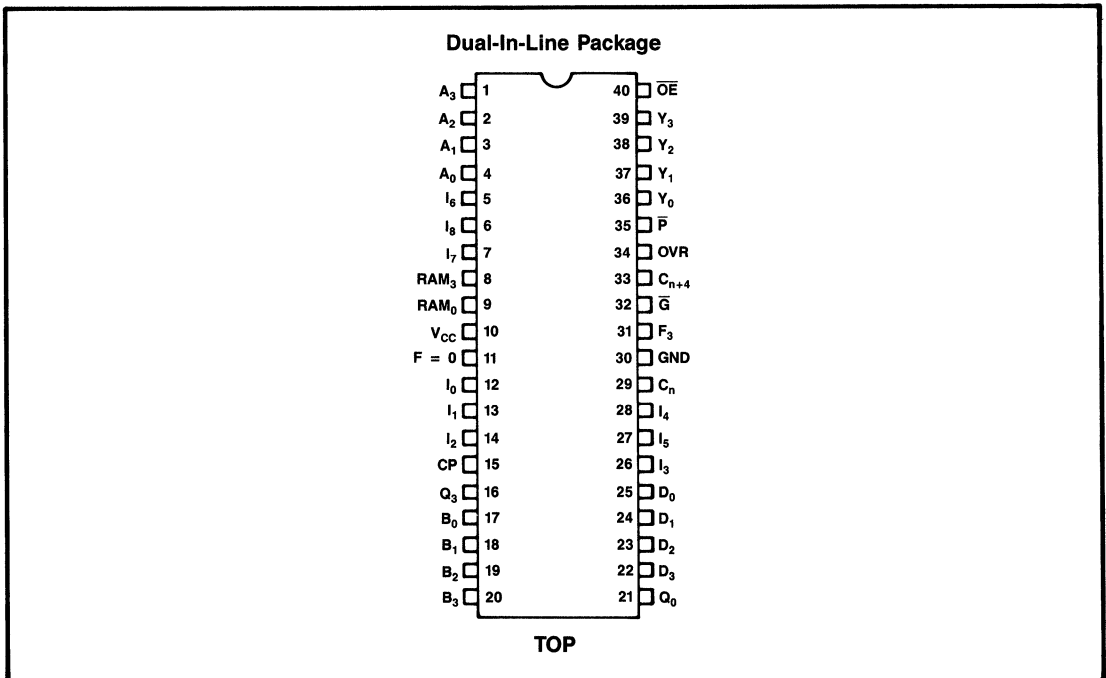 Dual-In-Line Package
A₃ 1 40 O̅E̅
A₂ 2 39 Y₃
A₁ 3 38 Y₂
A₀ 4 37 Y₁
I₆ 5 36 Y₀
I₈ 6 35 P̅
I₇ 7 34 OVR
RAM₃ 8 33 Cₙ₊₄
RAM₀ 9 32 G̅
V_CC 10 31 F₃
F = 0 11 30 GND
I₀ 12 29 Cₙ
I₁ 13 28 I₄
I₂ 14 27 I₅
CP 15 26 I₃
Q₃ 16 25 D₀
B₀ 17 24 D₁
B₁ 18 23 D₂
B₂ 19 22 D₃
B₃ 20 21 Q₀
TOP